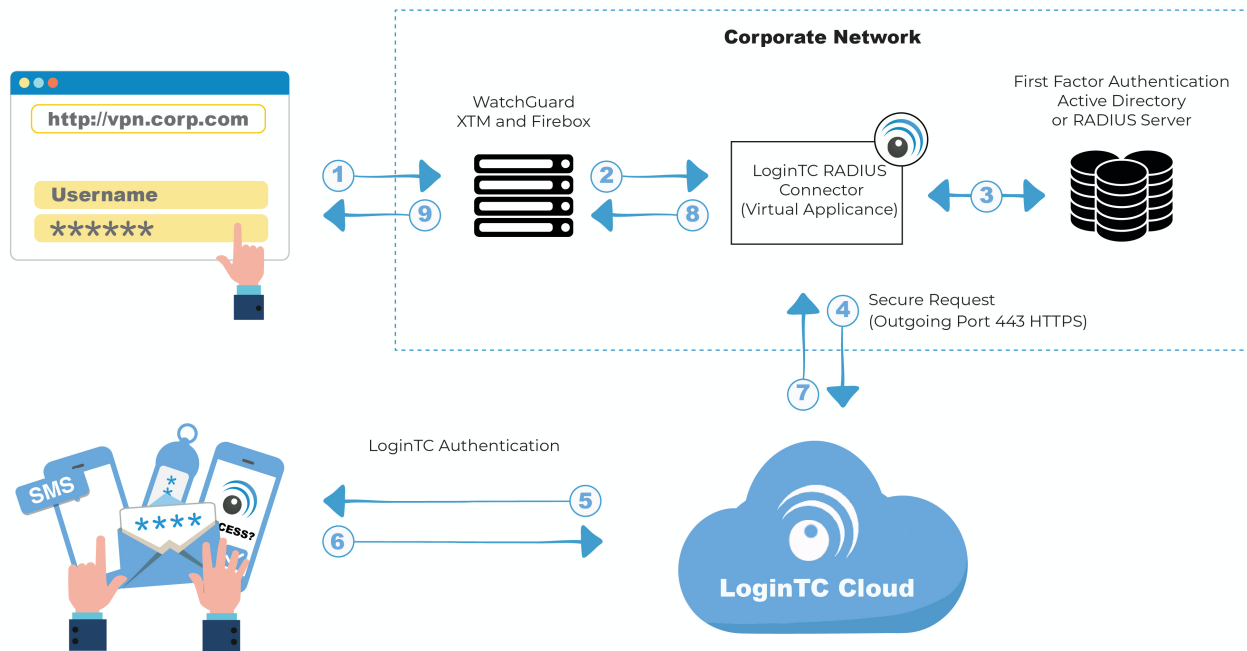 Corporate Network
http://vpn.corp.com
Username
******
WatchGuard
XTM and Firebox
First Factor Authentication
Active Directory
or RADIUS Server
LoginTC RADIUS
Connector
(Virtual Applicance)
1
9
2
8
3
4
Secure Request
(Outgoing Port 443 HTTPS)
7
LoginTC Authentication
5
6
SMS
**
****
CESS?
LoginTC Cloud